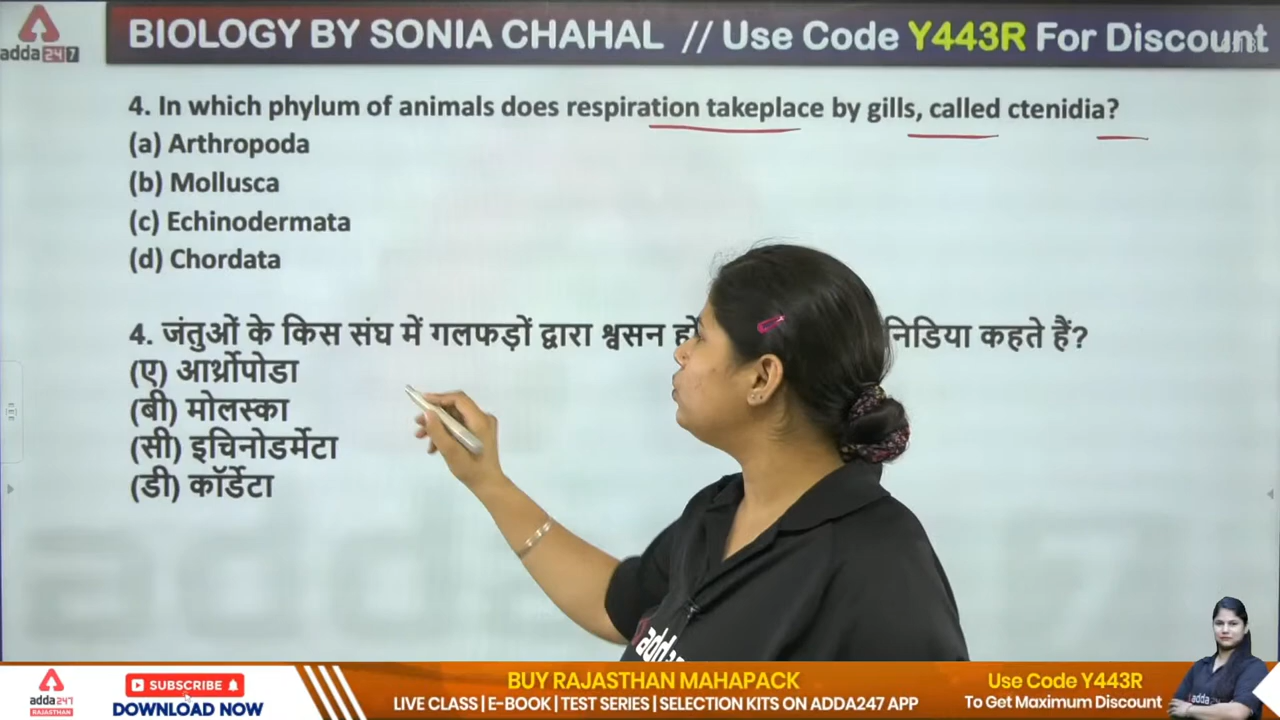 adda247
BIOLOGY BY SONIA CHAHAL // Use Code Y443R For Discount
4. In which phylum of animals does respiration takeplace by gills, called ctenidia?
(a) Arthropoda
(b) Mollusca
(c) Echinodermata
(d) Chordata
4. जंतुओं के किस संघ में गलफड़ों द्वारा श्वसन निडिया कहते हैं?
(ए) आर्थ्रोपोडा
(बी) मोलस्का
(सी) इचिनोडर्मेटा
(डी) कॉर्डेटा
adda
adda247
RAJASTHAN
SUBSCRIBE
DOWNLOAD NOW
BUY RAJASTHAN MAHAPACK
LIVE CLASS | E-BOOK | TEST SERIES | SELECTION KITS ON ADDA247 APP
Use Code Y443R
To Get Maximum Discount
adda